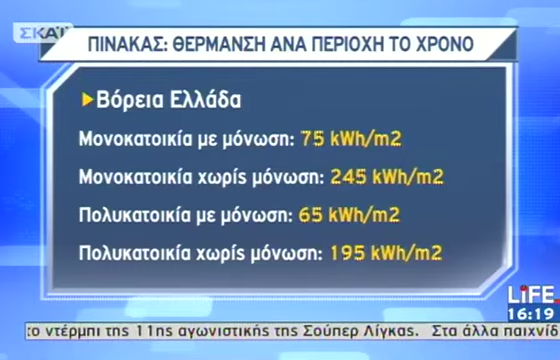 ΣΚΑΪ
ΠΙΝΑΚΑΣ: ΘΕΡΜΑΝΣΗ ΑΝΑ ΠΕΡΙΟΧΗ ΤΟ ΧΡΟΝΟ
Βόρεια Ελλάδα
Μονοκατοικία με μόνωση: 75 kWh/m2
Μονοκατοικία χωρίς μόνωση: 245 kWh/m2
Πολυκατοικία με μόνωση: 65 kWh/m2
Πολυκατοικία χωρίς μόνωση: 195 kWh/m2
LiFE
16:19
το ντέρμπι της 11ης αγωνιστικής της Σούπερ Λίγκας. Στα άλλα παιχνίδ